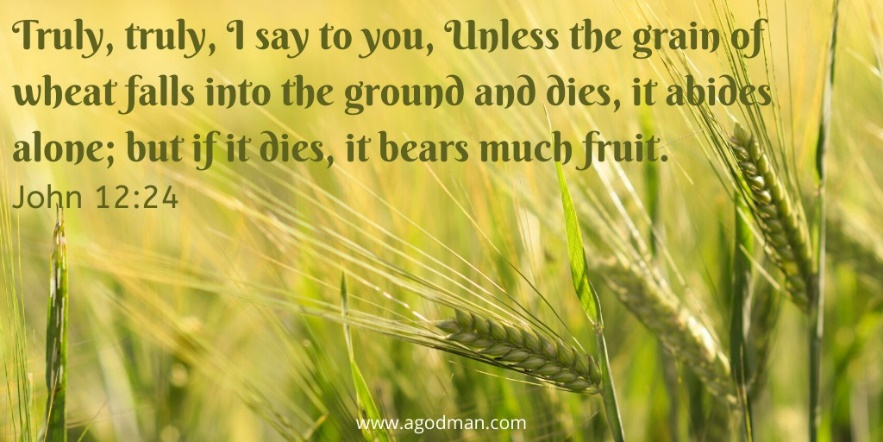 Truly, truly, I say to you, Unless the grain of
wheat falls into the ground and dies, it abides
alone; but if it dies, it bears much fruit.
John 12:24
www.agodman.com